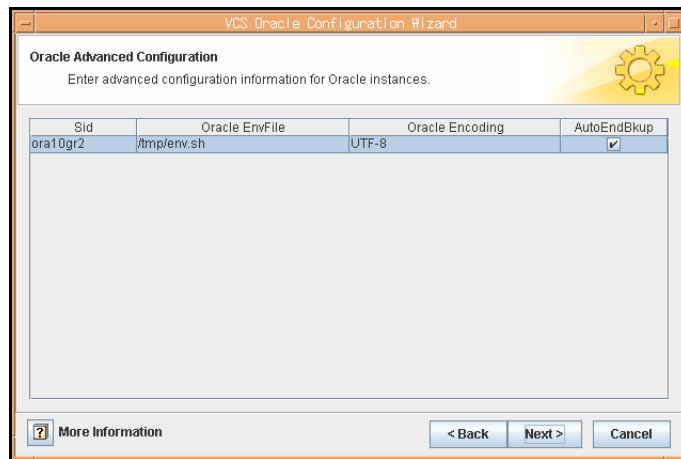 VCS Oracle Configuration Wizard
Oracle Advanced Configuration
Enter advanced configuration information for Oracle instances.
Sid Oracle EnvFile Oracle Encoding AutoEndBkup
ora10gr2 /tmp/env.sh UTF-8
? More Information < Back Next > Cancel